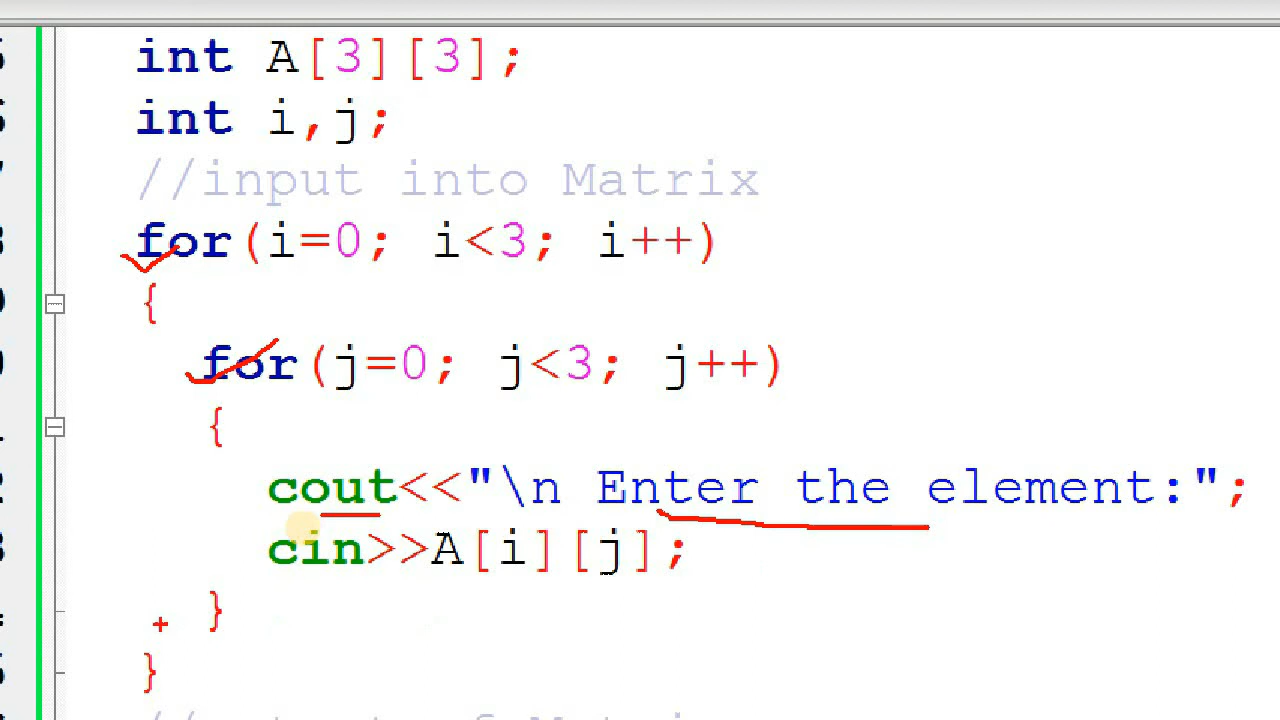 int A[3][3];
int i,j;
//input into Matrix
for(i=0; i<3; i++)
{
for(j=0; j<3; j++)
{
cout<<"\n Enter the element:";
cin>>A[i][j];
}
}